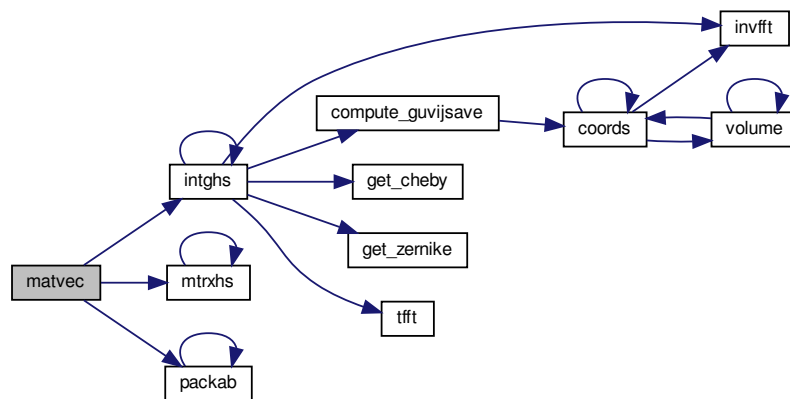 invfft
compute_guvijsave
coords
volume
intghs
get_cheby
get_zernike
matvec
mtrxhs
tfft
packab